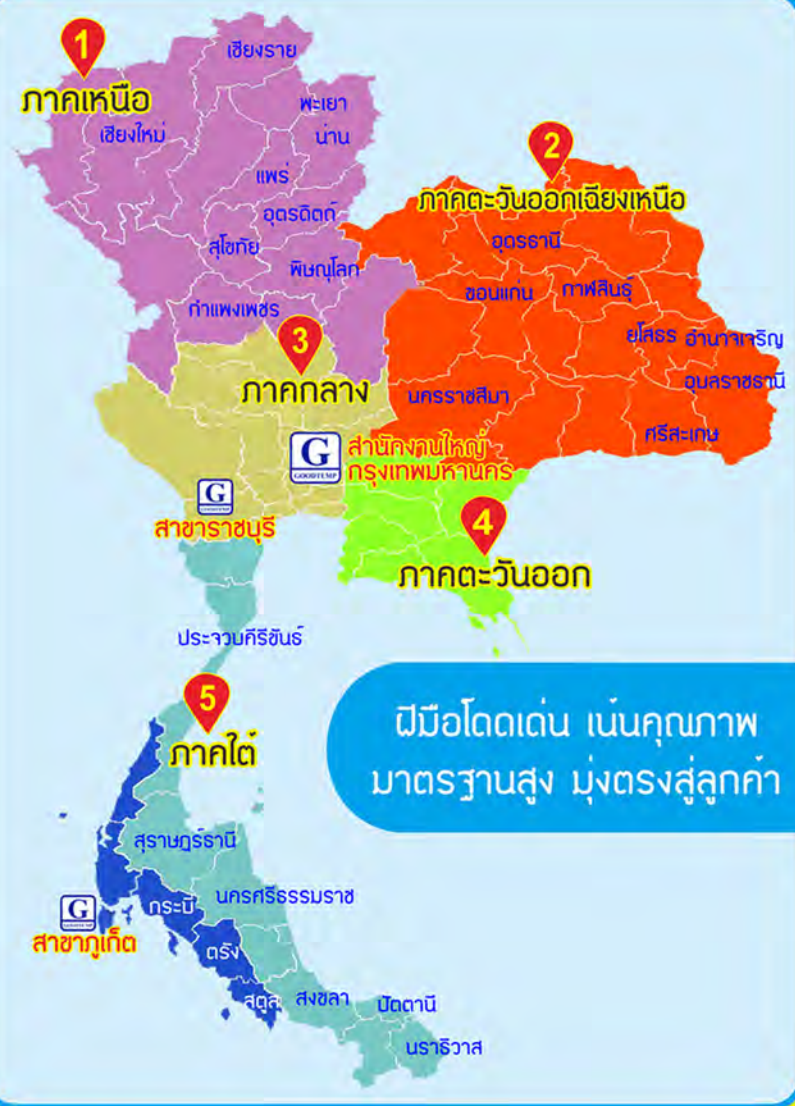 1
ภาคเหนือ
เชียงราย
พะเยา
เชียงใหม่
น่าน
แพร่
อุตรดิตถ์
สุโขทัย
พิษณุโลก
กำแพงเพชร
2
ภาคตะวันออกเฉียงเหนือ
อุดรธานี
ขอนแก่น
กาฬสินธุ์
ยโสธร
อำนาจเจริญ
อุบลราชธานี
นครราชสีมา
ศรีสะเกษ
3
ภาคกลาง
G
GOODTEMP
สำนักงานใหญ่
กรุงเทพมหานคร
G
GOODTEMP
สาขาราชบุรี
4
ภาคตะวันออก
ประจวบคีรีขันธ์
5
ภาคใต้
ฝีมือโดดเด่น เน้นคุณภาพ
มาตรฐานสูง มุ่งตรงสู่ลูกค้า
สุราษฎร์ธานี
นครศรีธรรมราช
กระบี่
G
GOODTEMP
สาขาภูเก็ต
ตรัง
สตูล
สงขลา
ปัตตานี
นราธิวาส